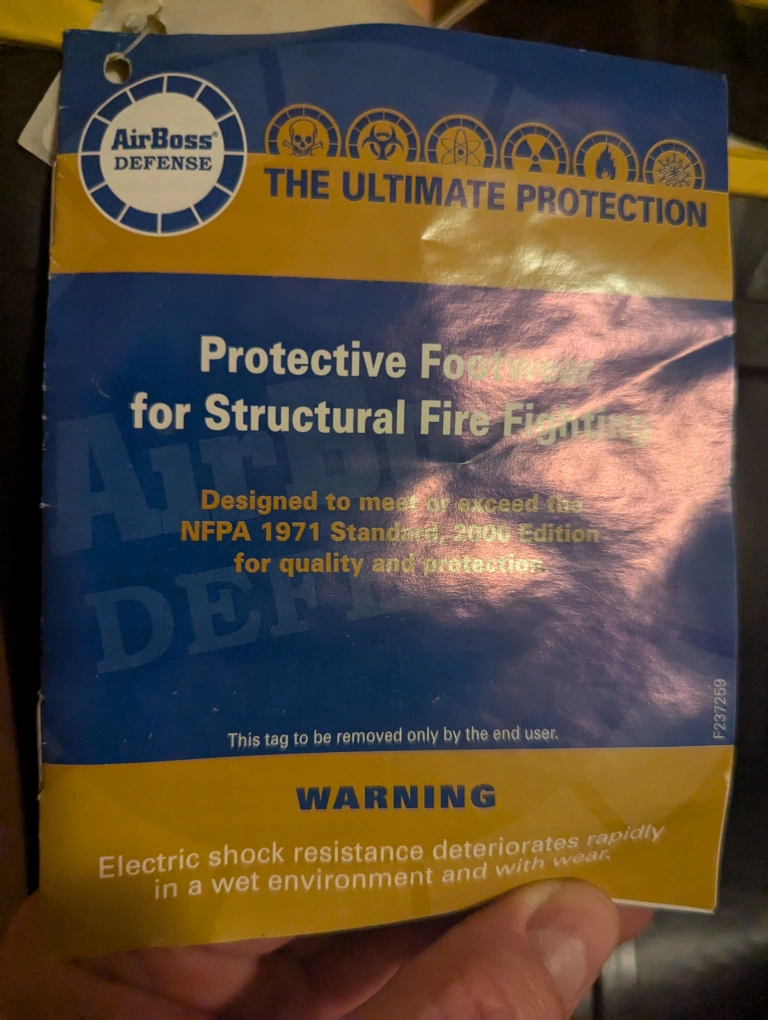 AirBoss®
DEFENSE
THE ULTIMATE PROTECTION
Protective Footwear
for Structural Fire Fighting
Designed to meet or exceed the
NFPA 1971 Standard, 2000 Edition
for quality and protection.
AirB
DEFE
This tag to be removed only by the end user.
F237259
WARNING
Electric shock resistance deteriorates rapidly
in a wet environment and with wear.